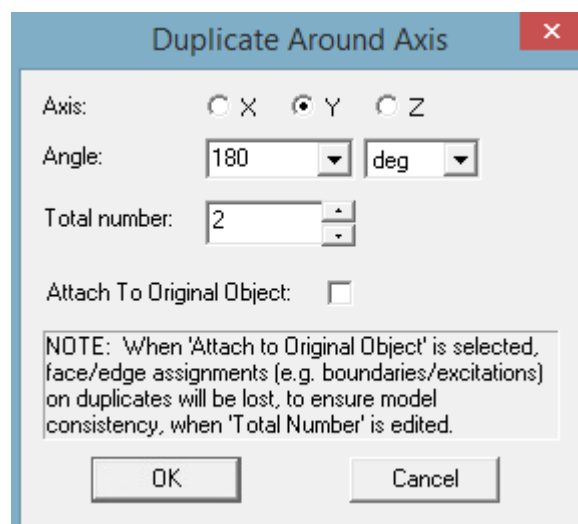 Duplicate Around Axis
Axis: X Y Z
Angle: 180 deg
Total number: 2
Attach To Original Object:
NOTE: When 'Attach to Original Object' is selected,
face/edge assignments (e.g. boundaries/excitations)
on duplicates will be lost, to ensure model
consistency, when 'Total Number' is edited.
OK Cancel